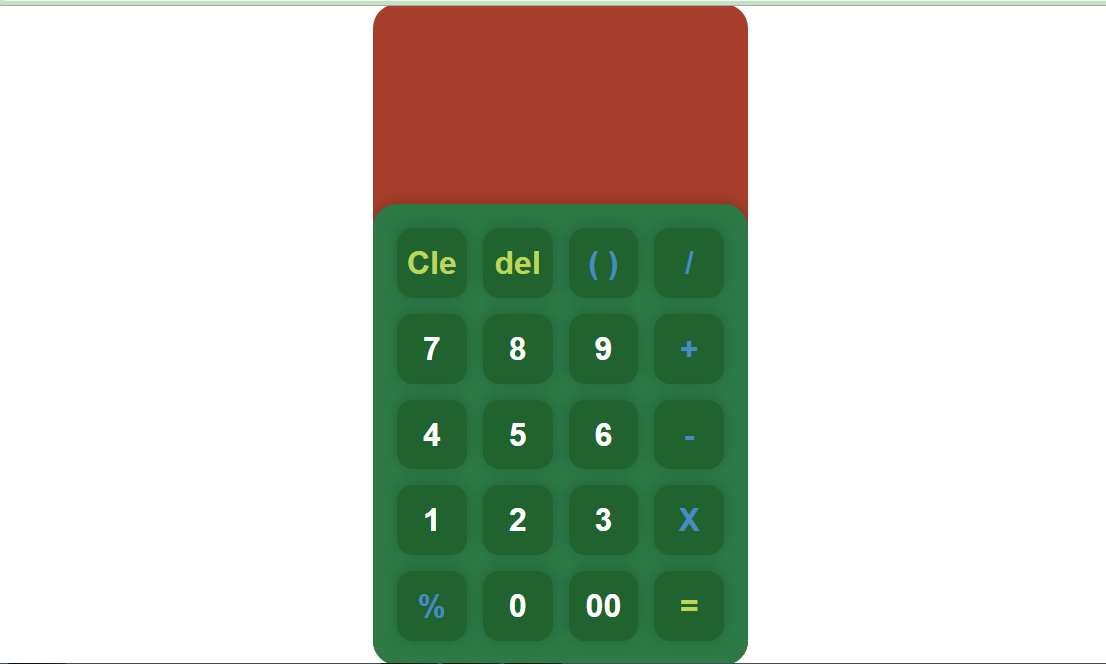 Cle del ( ) /
7 8 9 +
4 5 6 -
1 2 3 X
% 0 00 =